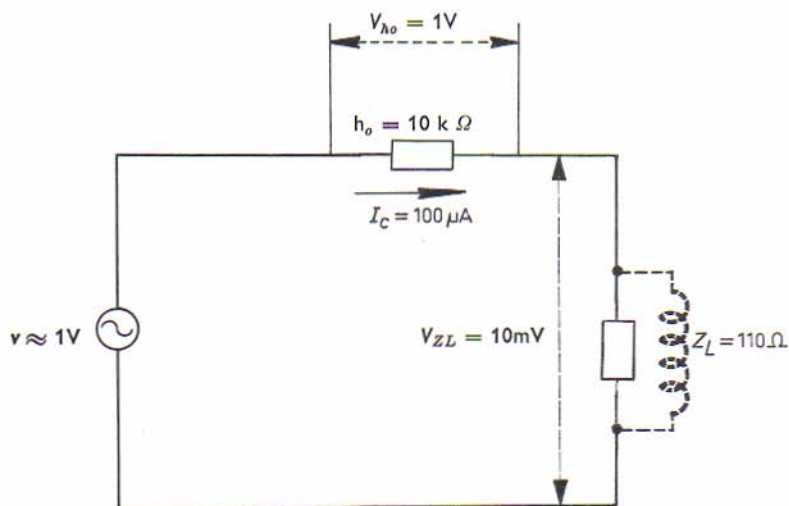 V_ho = 1V
h_o = 10 k Ω
I_C = 100 μA
v ≈ 1V
V_ZL = 10mV
Z_L = 110 Ω